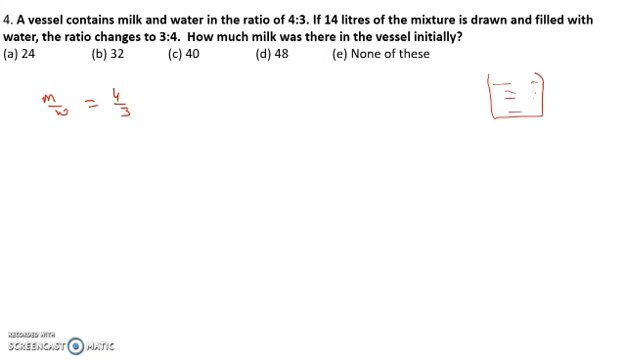 4. A vessel contains milk and water in the ratio of 4:3. If 14 litres of the mixture is drawn and filled with
water, the ratio changes to 3:4. How much milk was there in the vessel initially?
(a) 24 (b) 32 (c) 40 (d) 48 (e) None of these
m/w = 4/3
RECORDED WITH
SCREENCAST MATIC